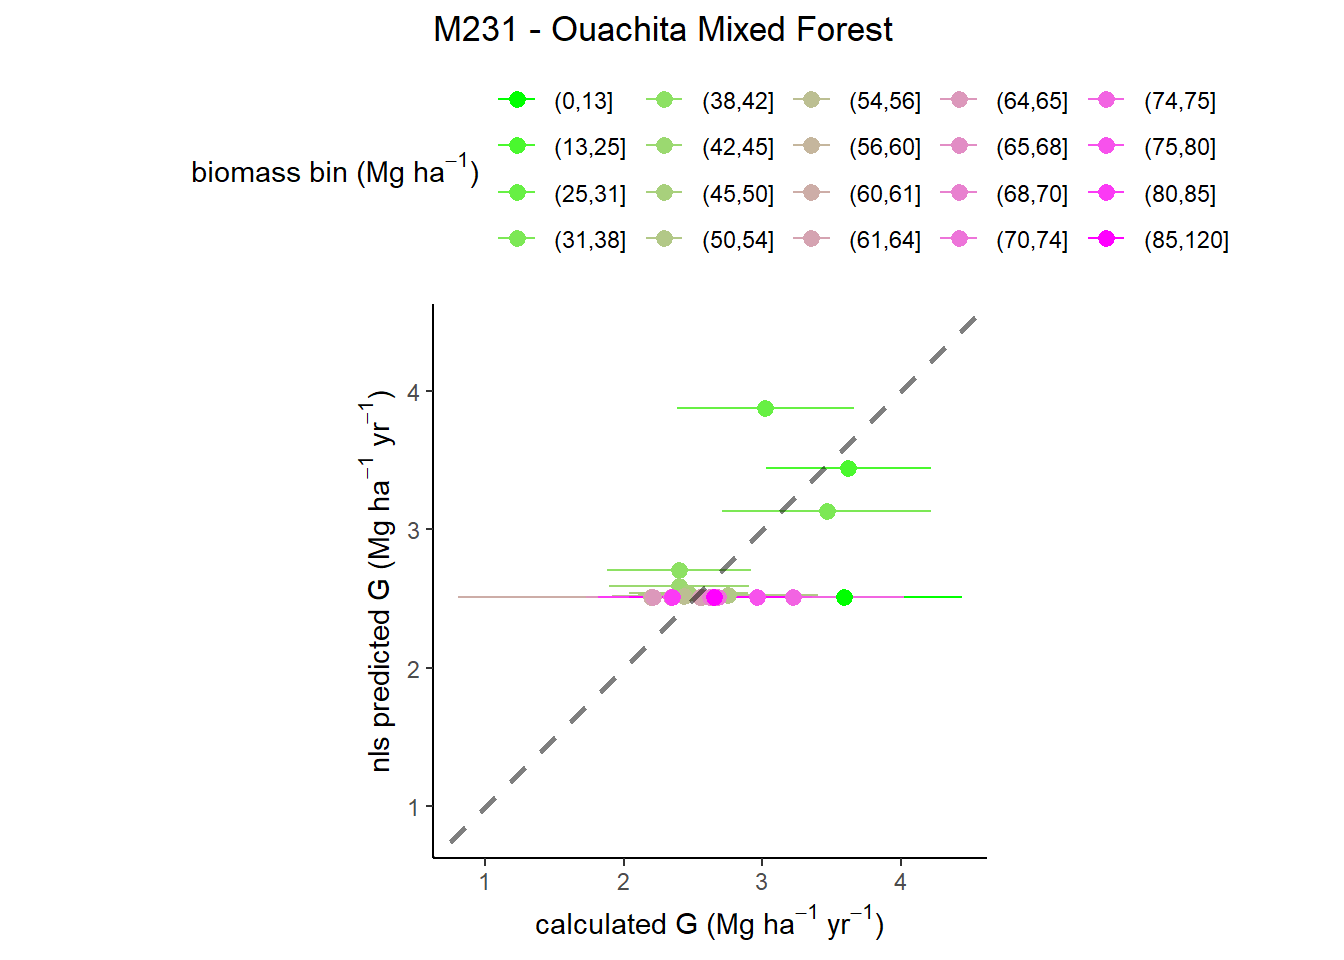 M231 - Ouachita Mixed Forest
biomass bin (Mg ha⁻¹)
(0,13] (38,42] (54,56] (64,65] (74,75]
(13,25] (42,45] (56,60] (65,68] (75,80]
(25,31] (45,50] (60,61] (68,70] (80,85]
(31,38] (50,54] (61,64] (70,74] (85,120]
nls predicted G (Mg ha⁻¹ yr⁻¹)
4
3
2
1
1 2 3 4
calculated G (Mg ha⁻¹ yr⁻¹)